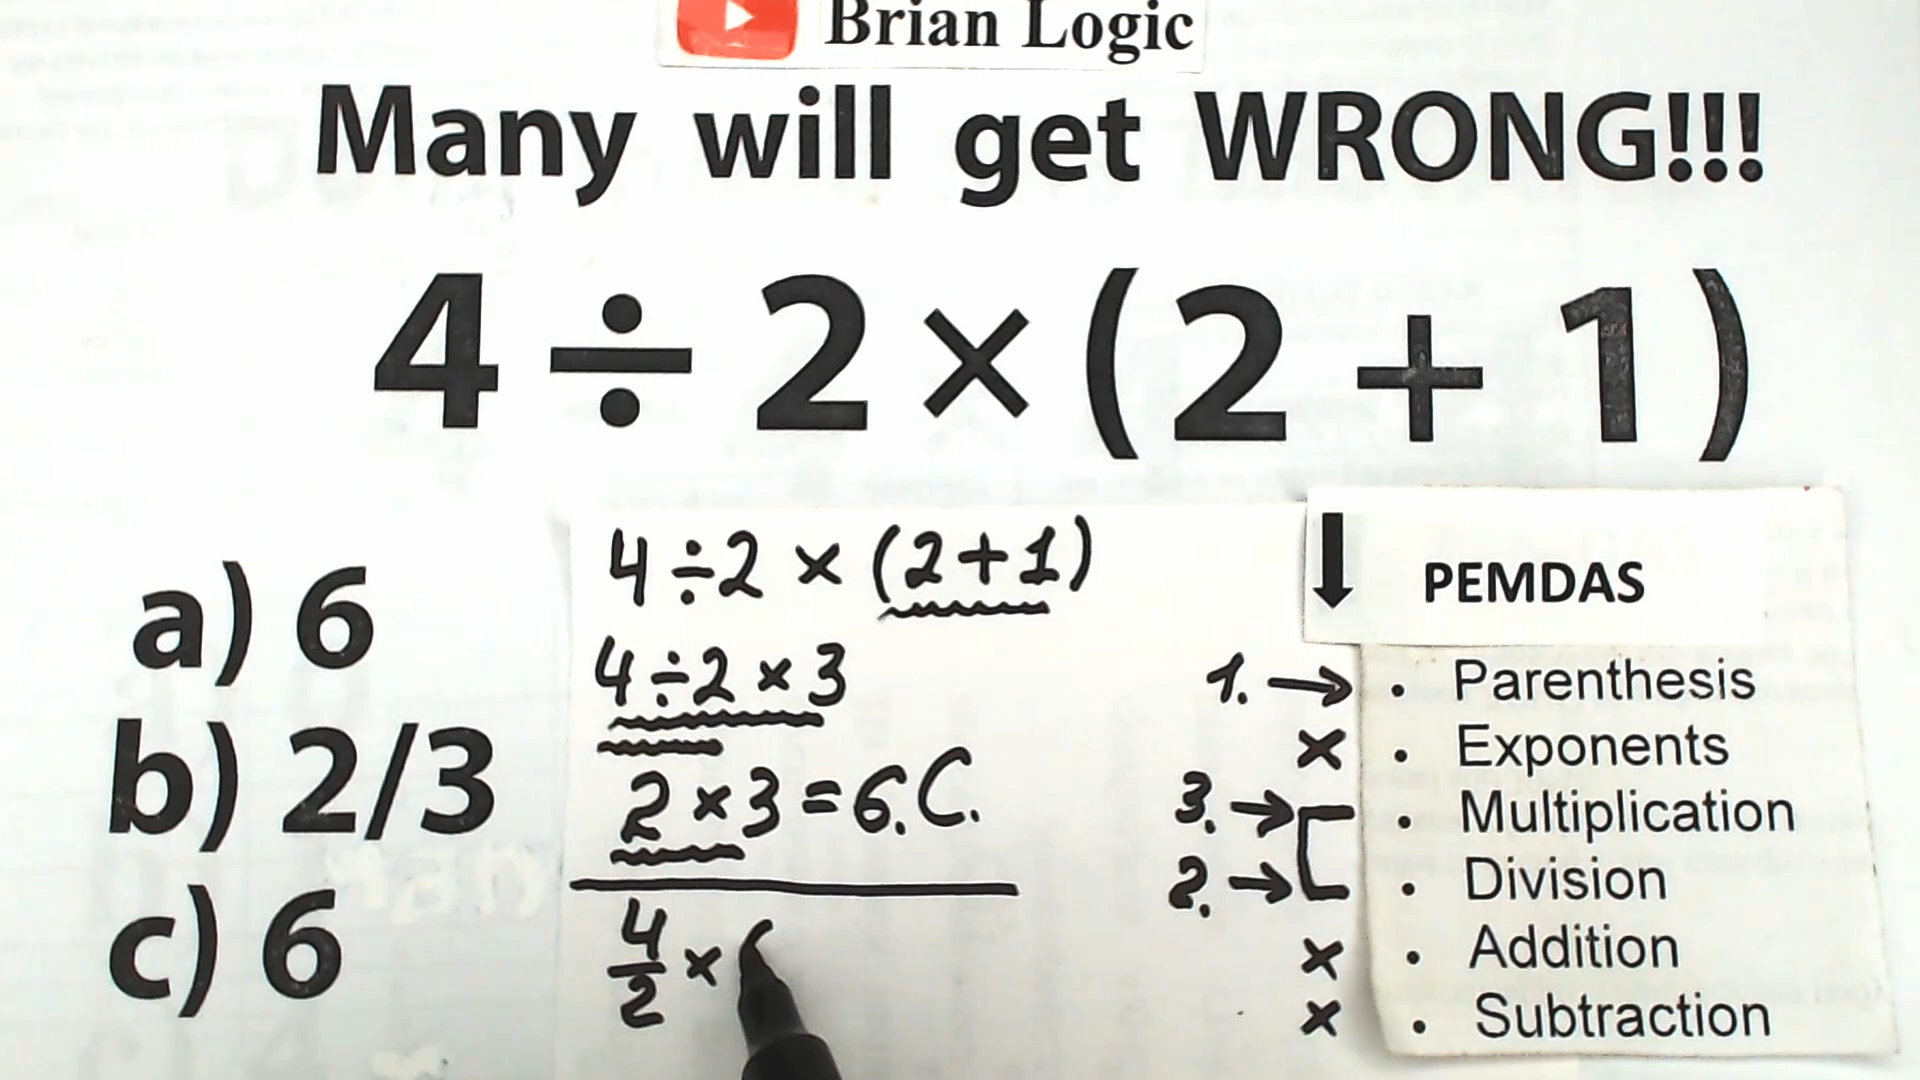 Brian Logic
Many will get WRONG!!!
4 ÷ 2 × (2 + 1)
a) 6
b) 2/3
c) 6
4 ÷ 2 × (2 + 1)
4 ÷ 2 × 3
2 × 3 = 6. C.
4/2 × (
PEMDAS
1. → • Parenthesis
× • Exponents
3. → • Multiplication
2. → • Division
× • Addition
× • Subtraction